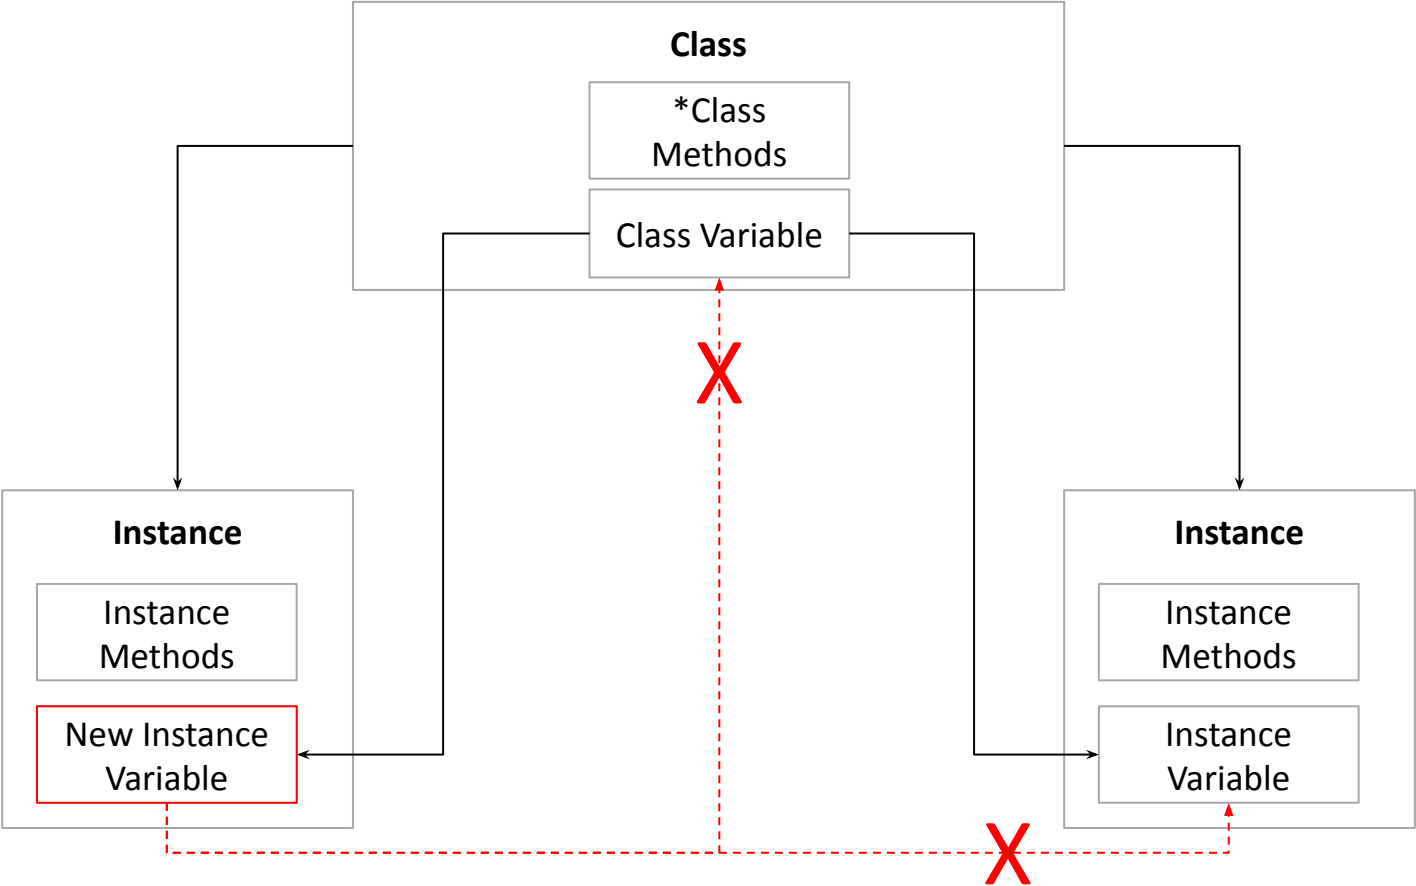 Class
*Class
Methods
Class Variable
X
Instance
Instance
Methods
New Instance
Variable
Instance
Instance
Methods
Instance
Variable
X